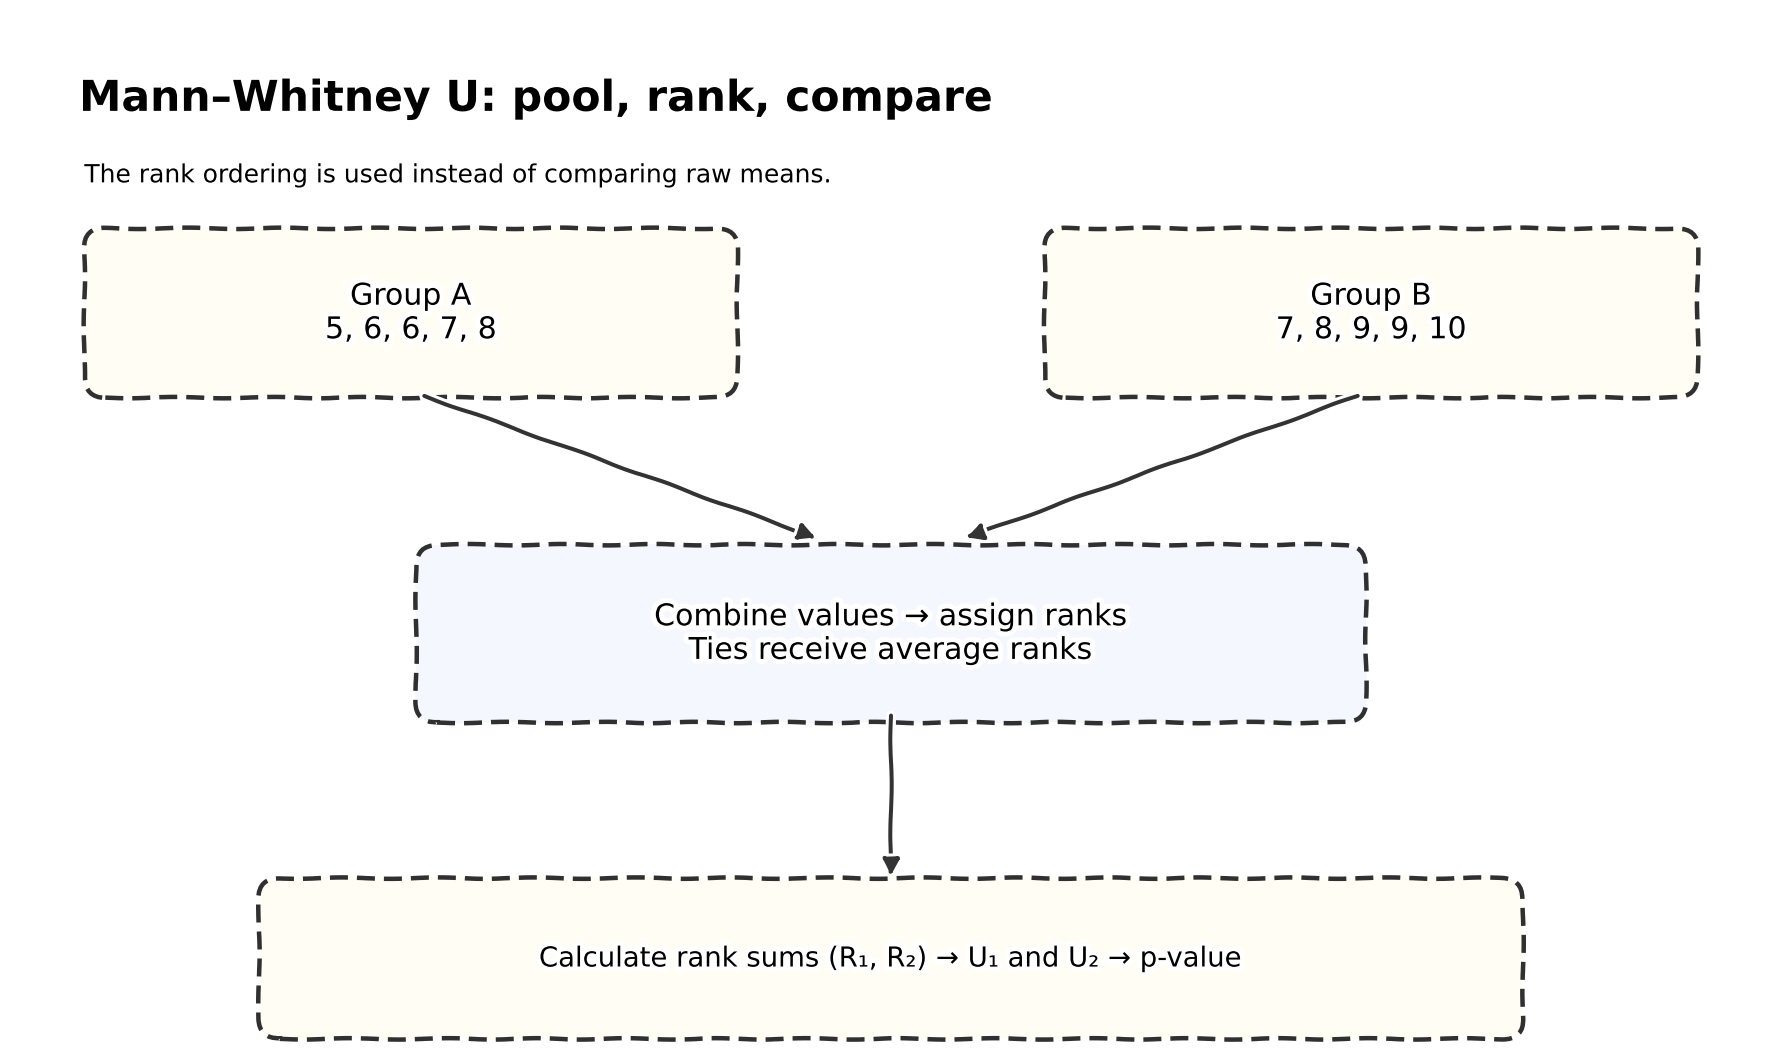 Mann–Whitney U: pool, rank, compare
The rank ordering is used instead of comparing raw means.
Group A
5, 6, 6, 7, 8
Group B
7, 8, 9, 9, 10
Combine values → assign ranks
Ties receive average ranks
Calculate rank sums (R₁, R₂) → U₁ and U₂ → p-value